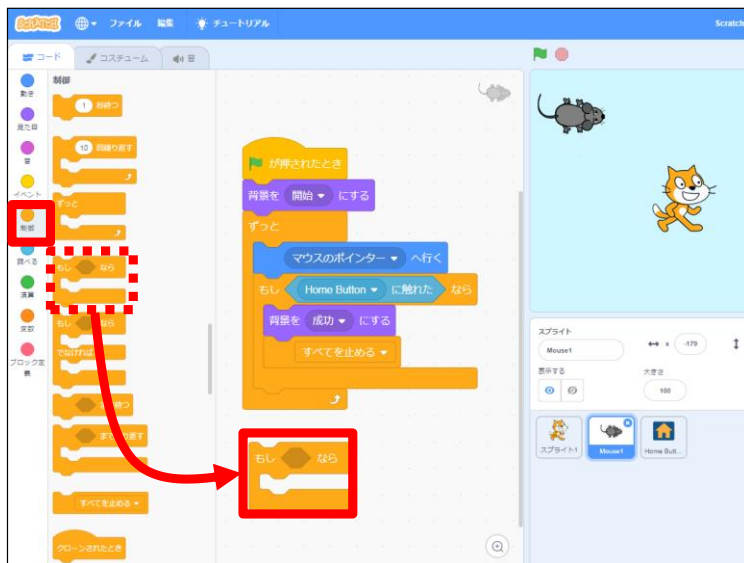 SCRATCH ファイル 編集 チュートリアル Scratch
コード コスチューム 音
動き
見た目
音
イベント
制御
調べる
演算
変数
ブロック定
義
制御
1 秒待つ
10 回繰り返す
ずっと
もし なら
もし なら
でなければ
まで待つ
まで繰り返す
すべてを止める
クローンされたとき
が押されたとき
背景を 開始 にする
ずっと
マウスのポインター へ行く
もし Home Button に触れた なら
背景を 成功 にする
すべてを止める
もし なら
スプライト
Mouse1 x -179
表示する 大きさ
100
スプライト1 Mouse1 Home Butt...